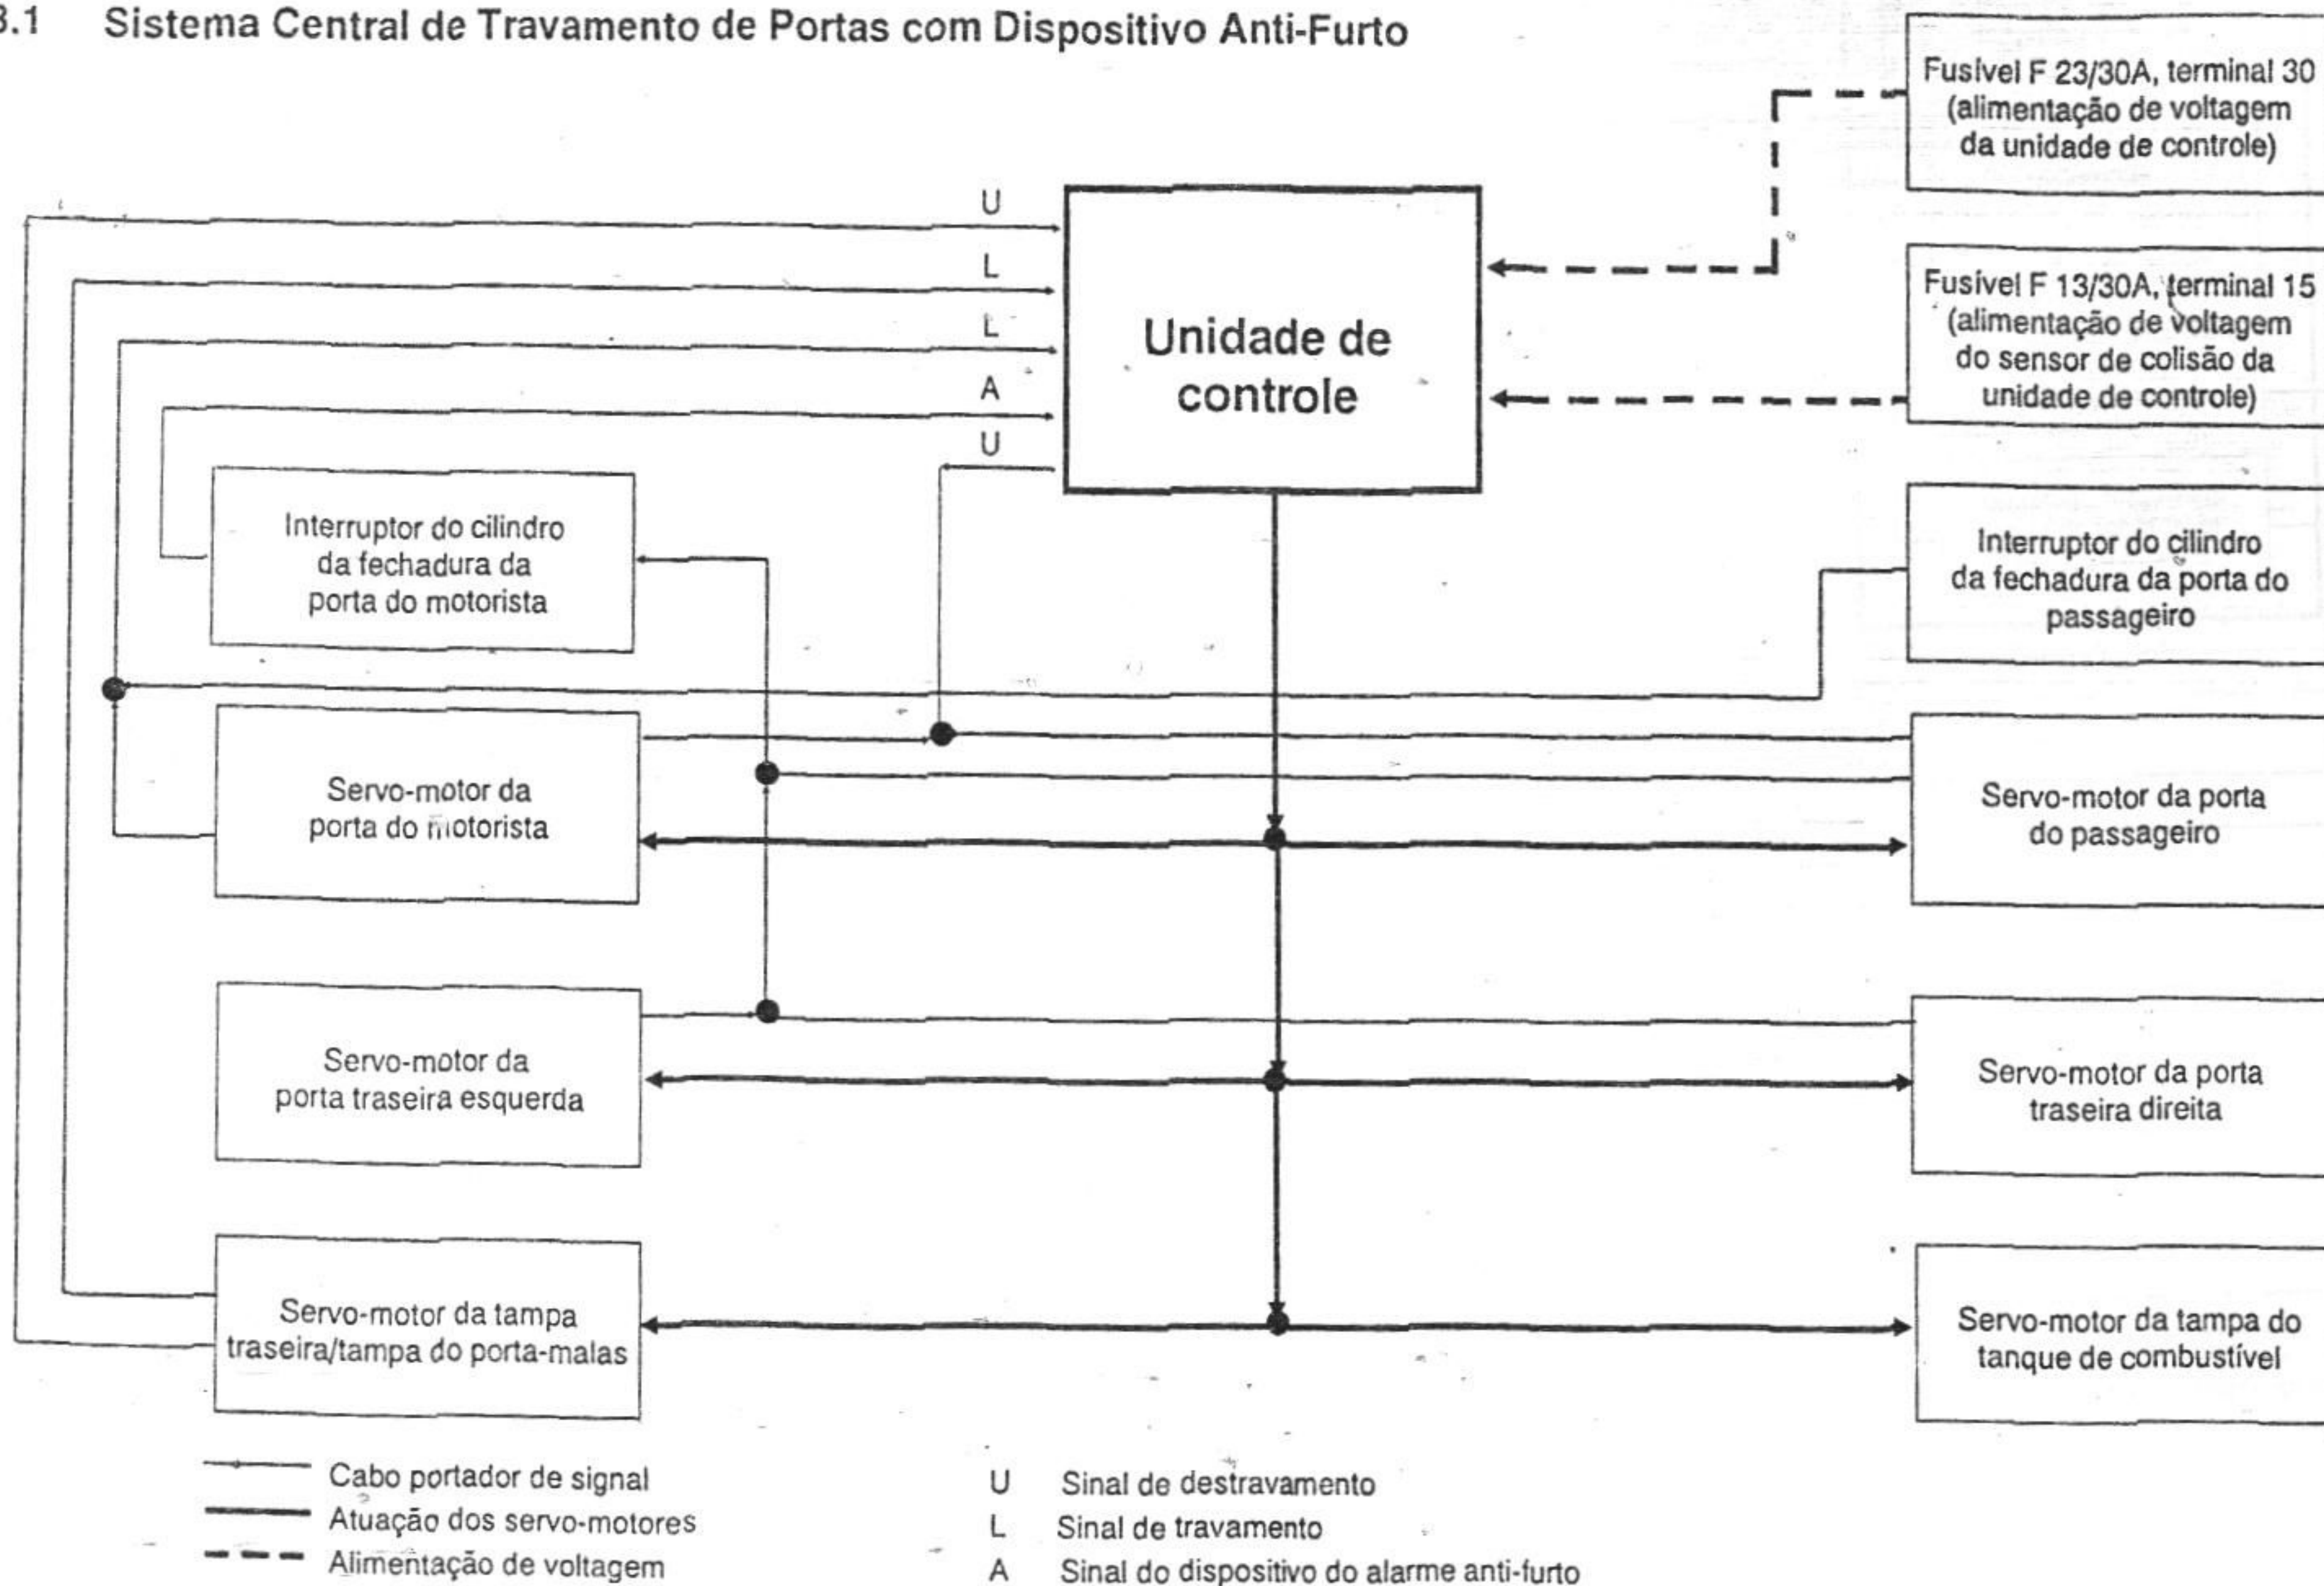 3.1 Sistema Central de Travamento de Portas com Dispositivo Anti-Furto
Fusível F 23/30A, terminal 30
(alimentação de voltagem
da unidade de controle)
U
L
L
A
U
Unidade de
controle
Fusível F 13/30A, terminal 15
(alimentação de voltagem
do sensor de colisão da
unidade de controle)
Interruptor do cilindro
da fechadura da
porta do motorista
Interruptor do cilindro
da fechadura da porta do
passageiro
Servo-motor da
porta do motorista
Servo-motor da porta
do passageiro
Servo-motor da
porta traseira esquerda
Servo-motor da porta
traseira direita
Servo-motor da tampa
traseira/tampa do porta-malas
Servo-motor da tampa do
tanque de combustível
Cabo portador de signal
Atuação dos servo-motores
Alimentação de voltagem
U Sinal de destravamento
L Sinal de travamento
A Sinal do dispositivo do alarme anti-furto